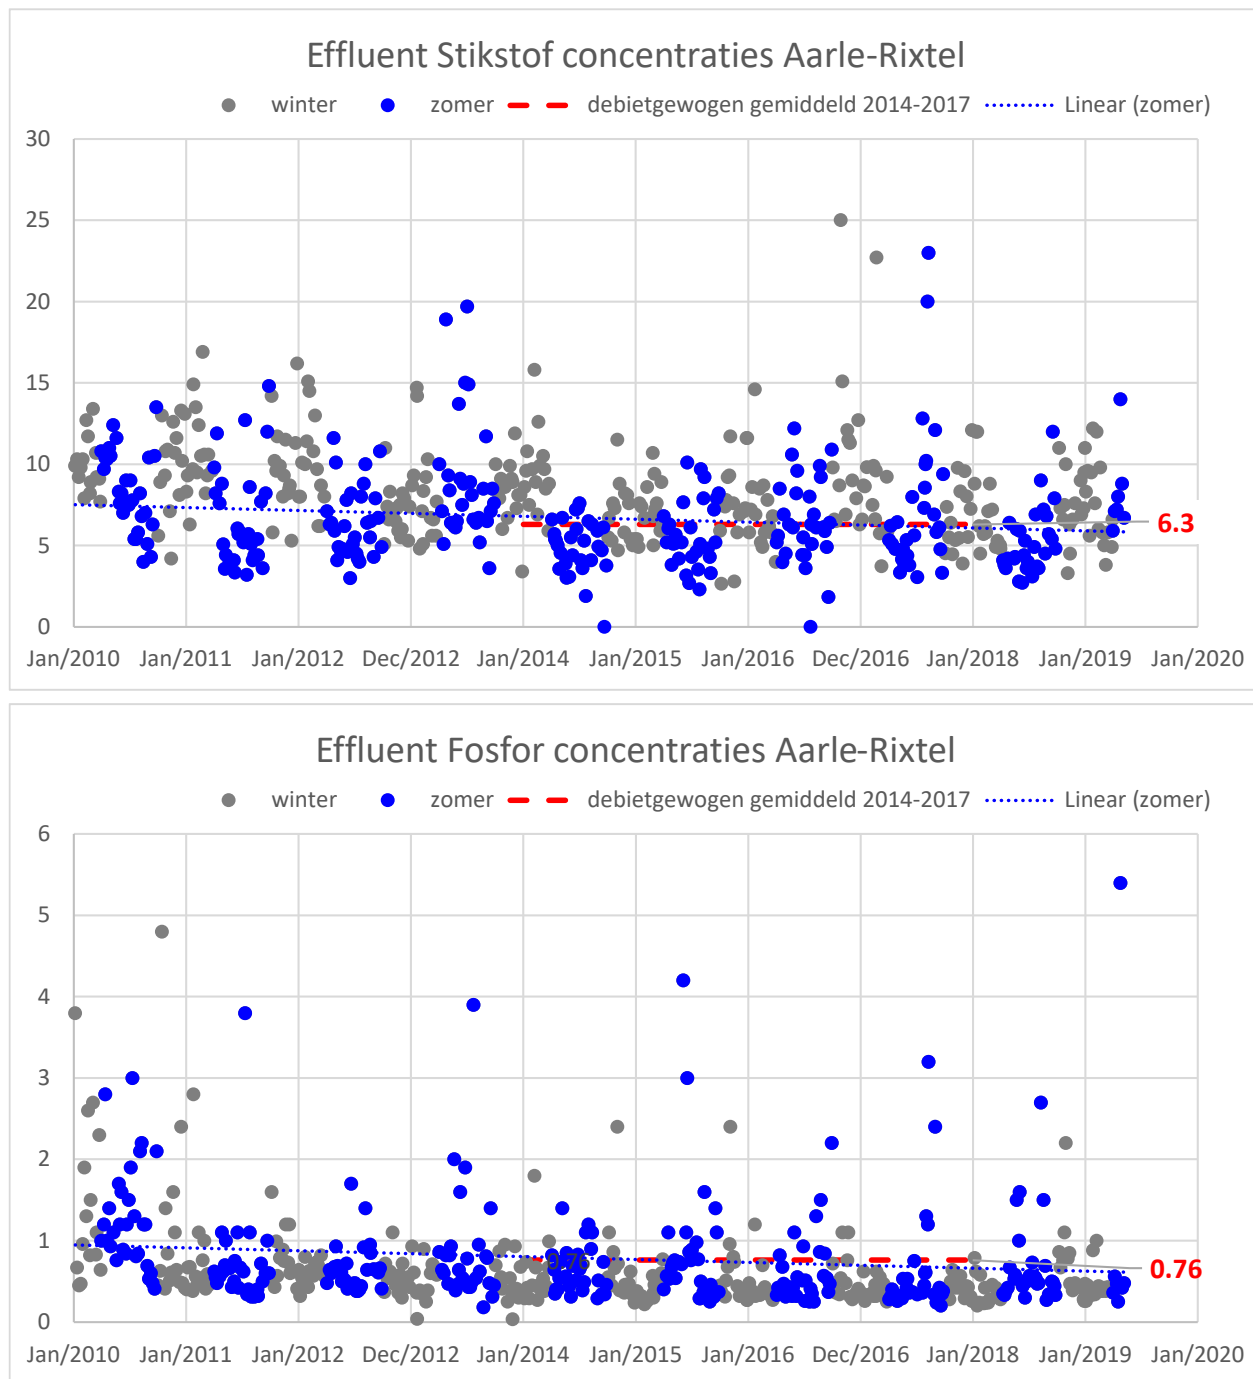 Effluent Stikstof concentraties Aarle-Rixtel
winter zomer debietgewogen gemiddeld 2014-2017 Linear (zomer)
30
25
20
15
10
5
0
6.3
Jan/2010 Jan/2011 Jan/2012 Dec/2012 Jan/2014 Jan/2015 Jan/2016 Dec/2016 Jan/2018 Jan/2019 Jan/2020
Effluent Fosfor concentraties Aarle-Rixtel
winter zomer debietgewogen gemiddeld 2014-2017 Linear (zomer)
6
5
4
3
2
1
0
0.76
0.76
Jan/2010 Jan/2011 Jan/2012 Dec/2012 Jan/2014 Jan/2015 Jan/2016 Dec/2016 Jan/2018 Jan/2019 Jan/2020